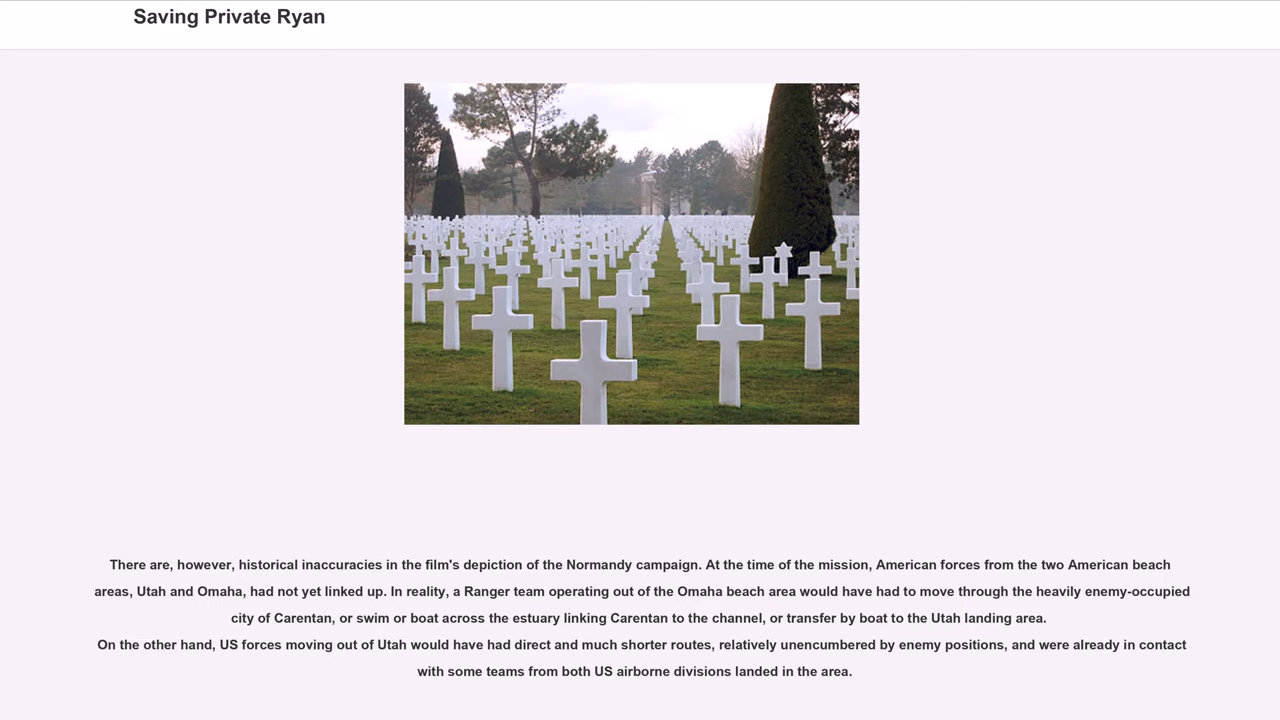 Saving Private Ryan
There are, however, historical inaccuracies in the film's depiction of the Normandy campaign. At the time of the mission, American forces from the two American beach
areas, Utah and Omaha, had not yet linked up. In reality, a Ranger team operating out of the Omaha beach area would have had to move through the heavily enemy-occupied
city of Carentan, or swim or boat across the estuary linking Carentan to the channel, or transfer by boat to the Utah landing area.
On the other hand, US forces moving out of Utah would have had direct and much shorter routes, relatively unencumbered by enemy positions, and were already in contact
with some teams from both US airborne divisions landed in the area.